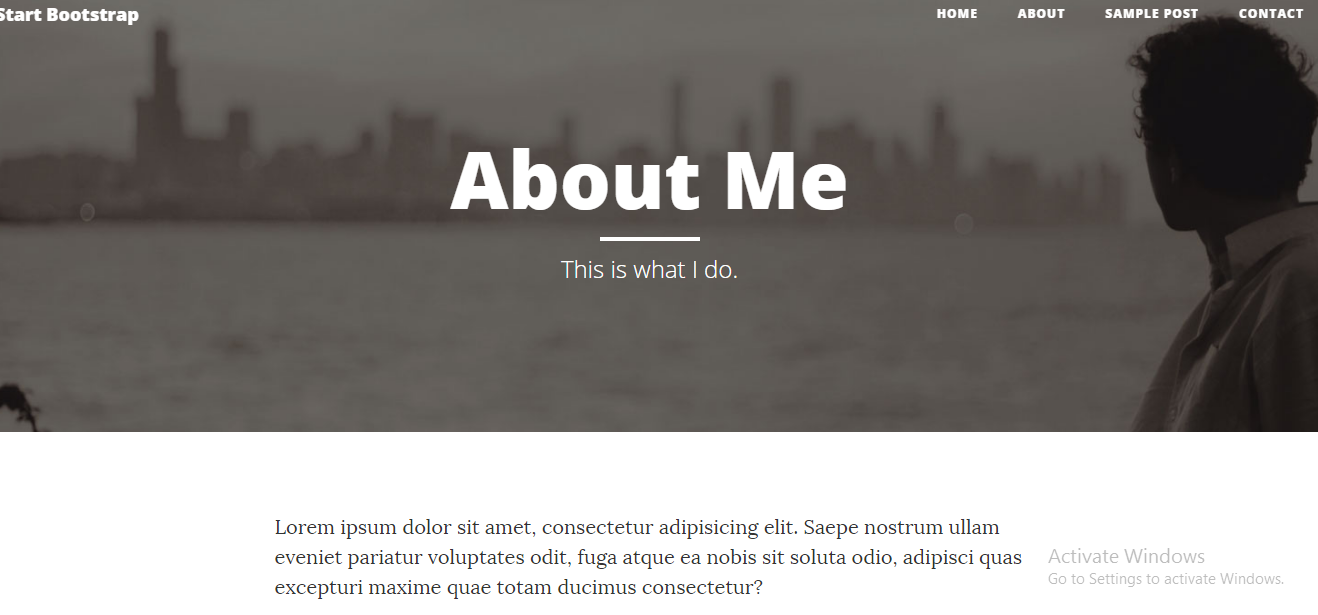 Start Bootstrap
HOME ABOUT SAMPLE POST CONTACT
About Me
This is what I do.
Lorem ipsum dolor sit amet, consectetur adipisicing elit. Saepe nostrum ullam
eveniet pariatur voluptates odit, fuga atque ea nobis sit soluta odio, adipisci quas
excepturi maxime quae totam ducimus consectetur?
Activate Windows
Go to Settings to activate Windows.